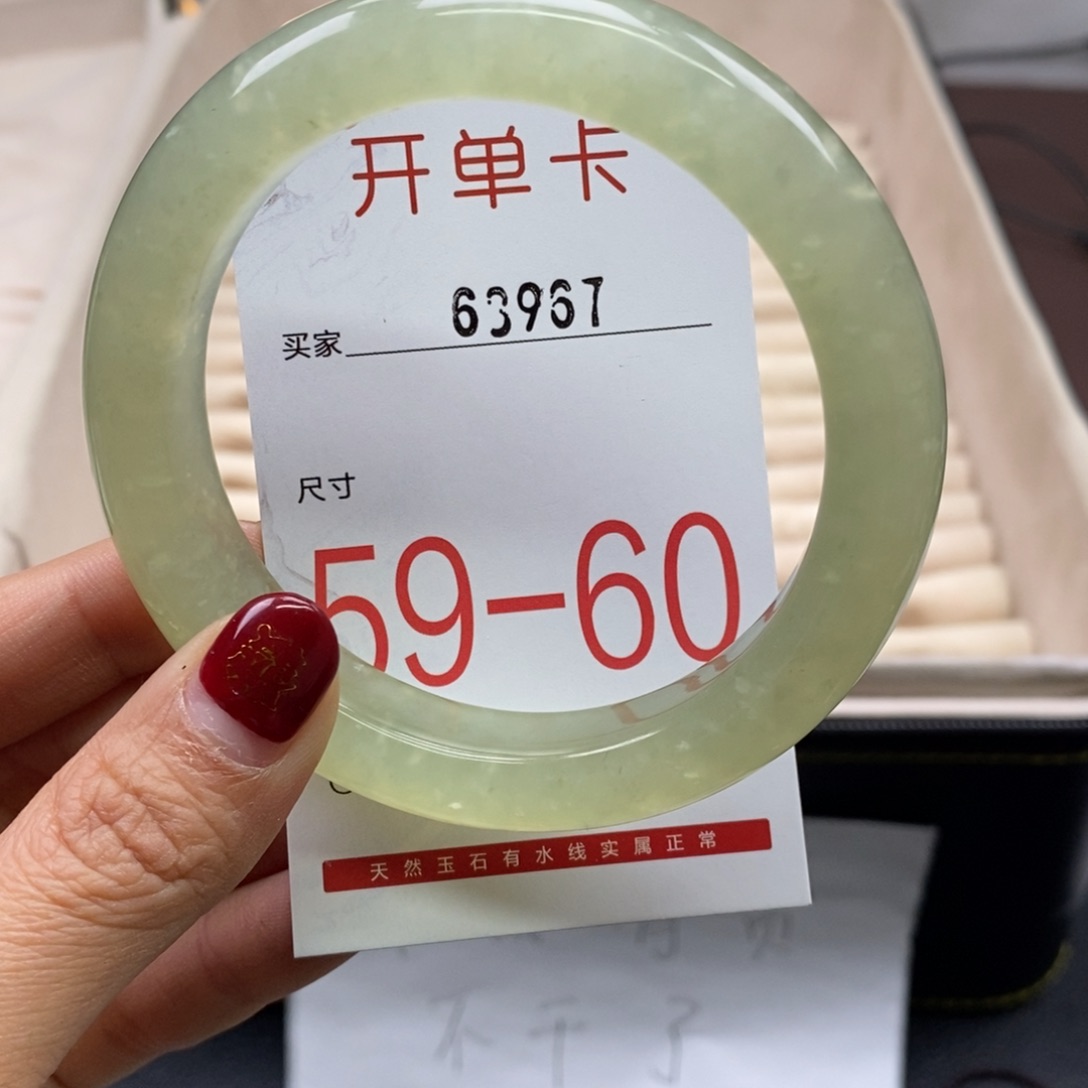 开单卡
买家 63967
尺寸
59-60
天然玉石有水线实属正常
不干了